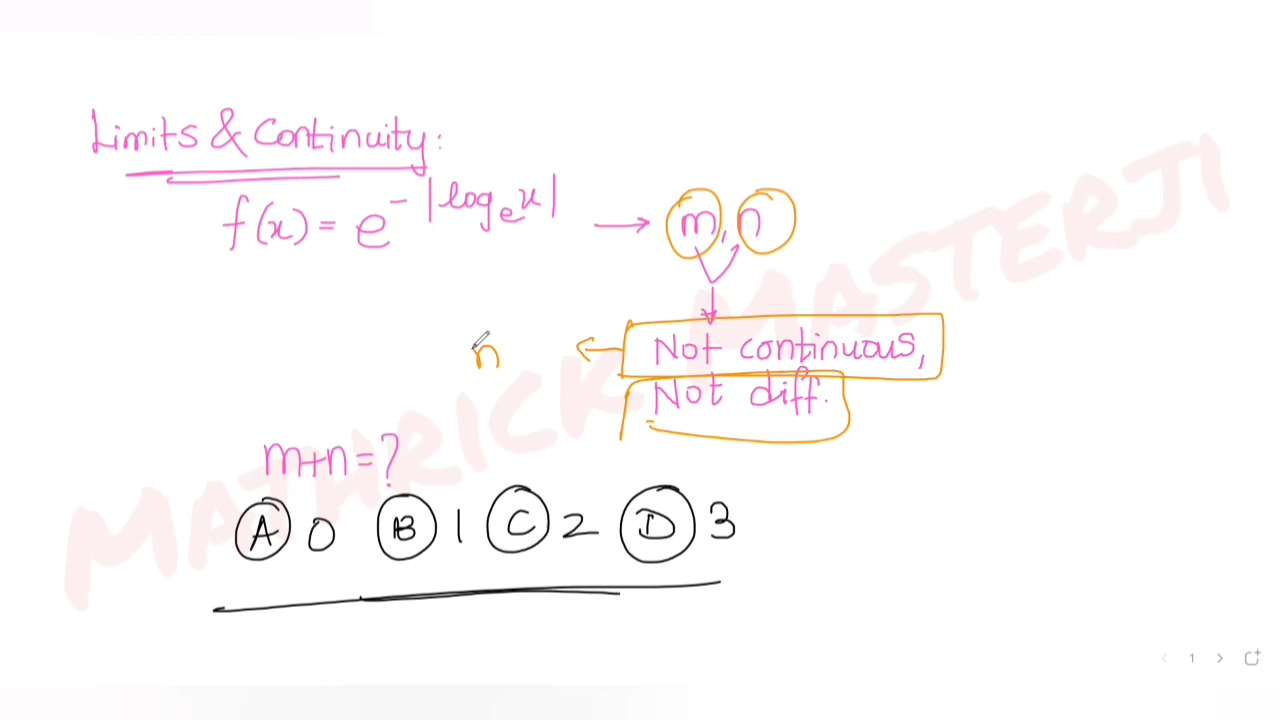 Limits & Continuity:
f(x) = e^-|log_e x| → m, n
n ← Not continuous,
Not diff.
m+n=?
A 0 B 1 C 2 D 3
MATHRICK MASTERJI
1